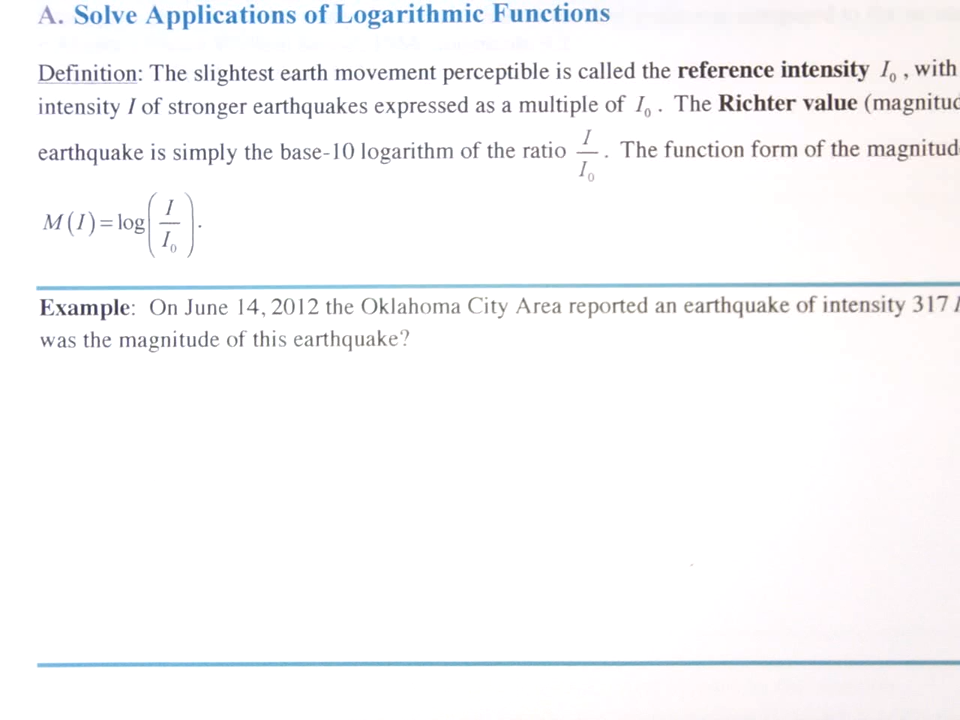 A. Solve Applications of Logarithmic Functions
Definition: The slightest earth movement perceptible is called the reference intensity I₀ , with
intensity I of stronger earthquakes expressed as a multiple of I₀ . The Richter value (magnitud
earthquake is simply the base-10 logarithm of the ratio I/I₀ . The function form of the magnitud
M(I)=log(I/I₀).
Example: On June 14, 2012 the Oklahoma City Area reported an earthquake of intensity 317 I
was the magnitude of this earthquake?